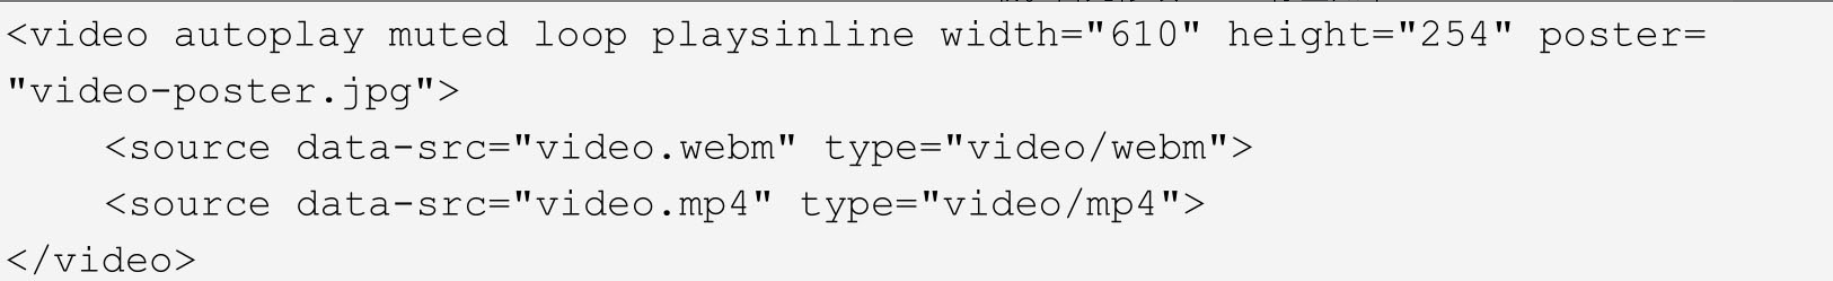 <video autoplay muted loop playsinline width="610" height="254" poster=
"video-poster.jpg">
    <source data-src="video.webm" type="video/webm">
    <source data-src="video.mp4" type="video/mp4">
</video>